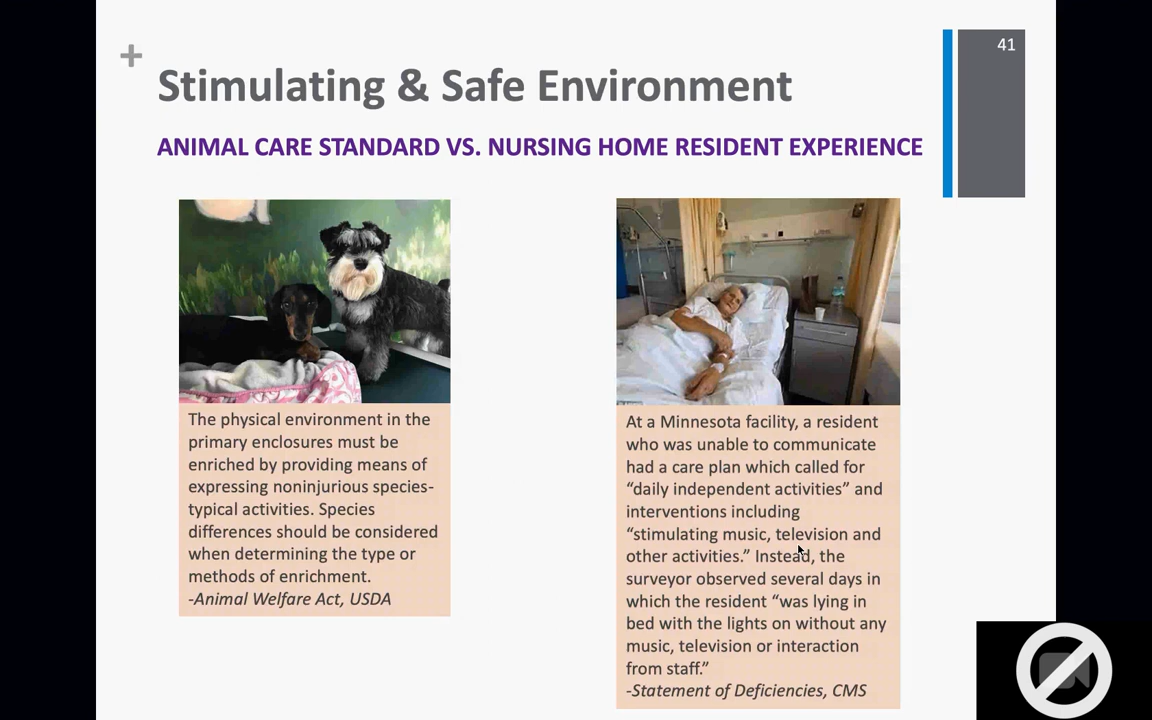 41
+
Stimulating & Safe Environment
ANIMAL CARE STANDARD VS. NURSING HOME RESIDENT EXPERIENCE
The physical environment in the
primary enclosures must be
enriched by providing means of
expressing noninjurious species-
typical activities. Species
differences should be considered
when determining the type or
methods of enrichment.
-Animal Welfare Act, USDA
At a Minnesota facility, a resident
who was unable to communicate
had a care plan which called for
“daily independent activities” and
interventions including
“stimulating music, television and
other activities.” Instead, the
surveyor observed several days in
which the resident “was lying in
bed with the lights on without any
music, television or interaction
from staff.”
-Statement of Deficiencies, CMS